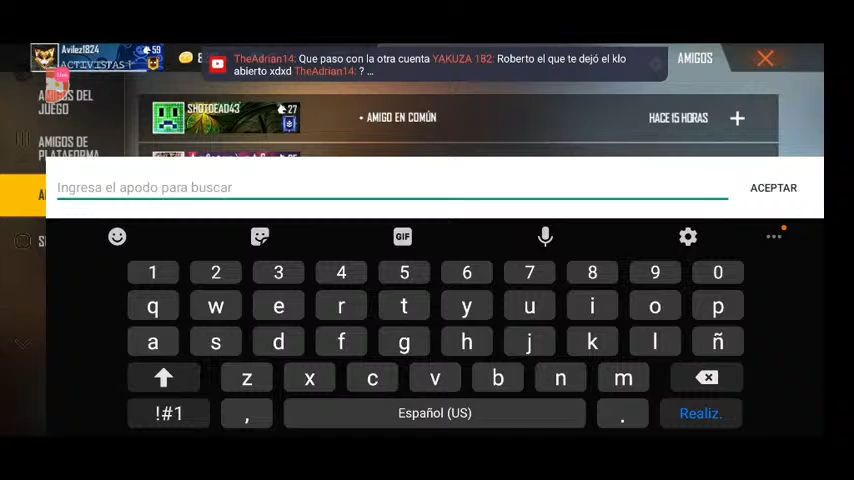 Avilez1824
59
ACTIVISTAS
TheAdrian14: Que paso con la otra cuenta YAKUZA 182: Roberto el que te dejó el klo
abierto xdxd TheAdrian14: ? ...
AMIGOS
AMIGOS DEL
JUEGO
SHOTDEAD43
27
• AMIGO EN COMÚN
HACE 15 HORAS
AMIGOS DE
PLATAFORMA
Ingresa el apodo para buscar
ACEPTAR
GIF
1 2 3 4 5 6 7 8 9 0
q w e r t y u i o p
a s d f g h j k l ñ
z x c v b n m
!#1 , Español (US) . Realiz.